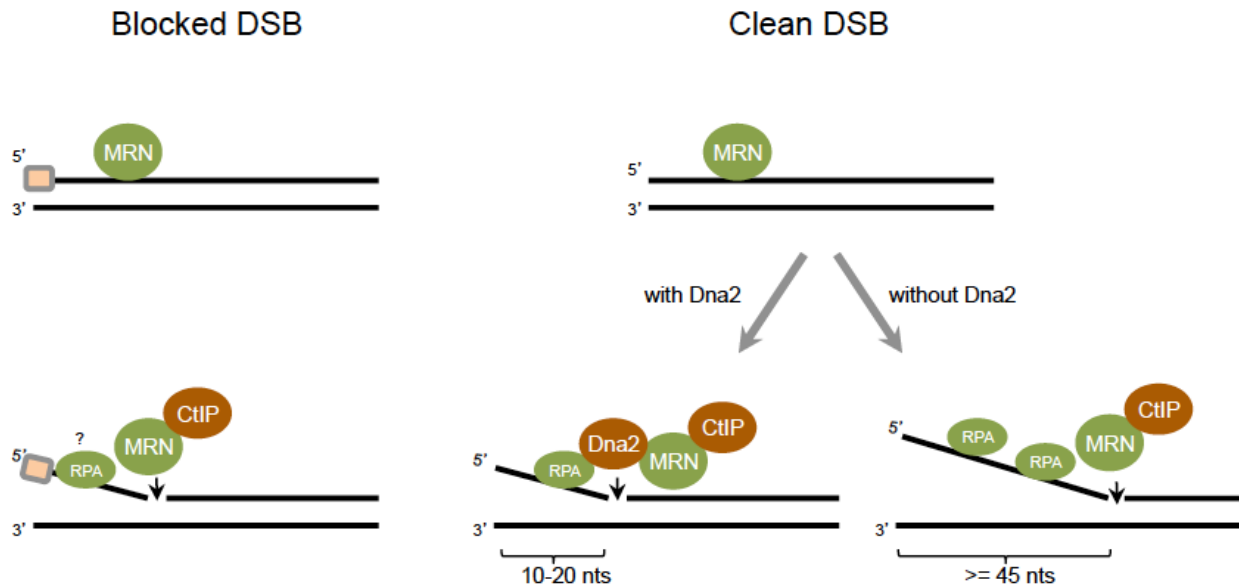 Blocked DSB
Clean DSB
MRN
5’
3’
MRN
5’
3’
with Dna2
without Dna2
CtIP
?
MRN
5’
RPA
3’
CtIP
Dna2
MRN
RPA
5’
3’
10-20 nts
CtIP
5’
RPA
MRN
RPA
3’
>= 45 nts